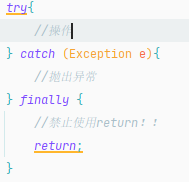 try{
//操作
} catch (Exception e){
//抛出异常
} finally {
//禁止使用return!!
return;
}